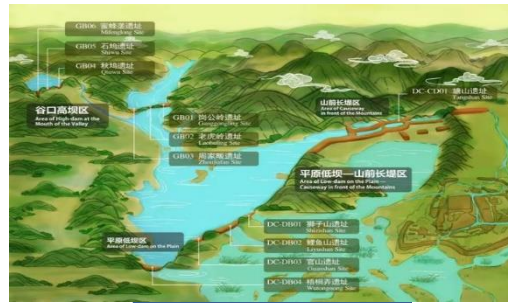 GB06 蜜蜂垄遗址
Mifenglong Site
GB05 石坞遗址
Shiwu Site
GB04 秋坞遗址
Qiuwu Site
谷口高坝区
Area of High-dam at the
Mouth of the Valley
GB01 岗公岭遗址
Ganggongling Site
GB02 老虎岭遗址
Laohuling Site
GB03 周家畈遗址
Zhoujiafan Site
山前长堤区
Area of Causeway
in front of the Mountains
DC-CD01 塘山遗址
Tangshan Site
平原低坝—山前长堤区
Area of Low-dam on the Plain —
Causeway in front of the Mountains
平原低坝区
Area of Low-dam on the Plain
DC-DB01 狮子山遗址
Shizishan Site
DC-DB02 鲤鱼山遗址
Liyushan Site
DC-DB03 官山遗址
Guanshan Site
DC-DB04 梧桐弄遗址
Wutongnong Site